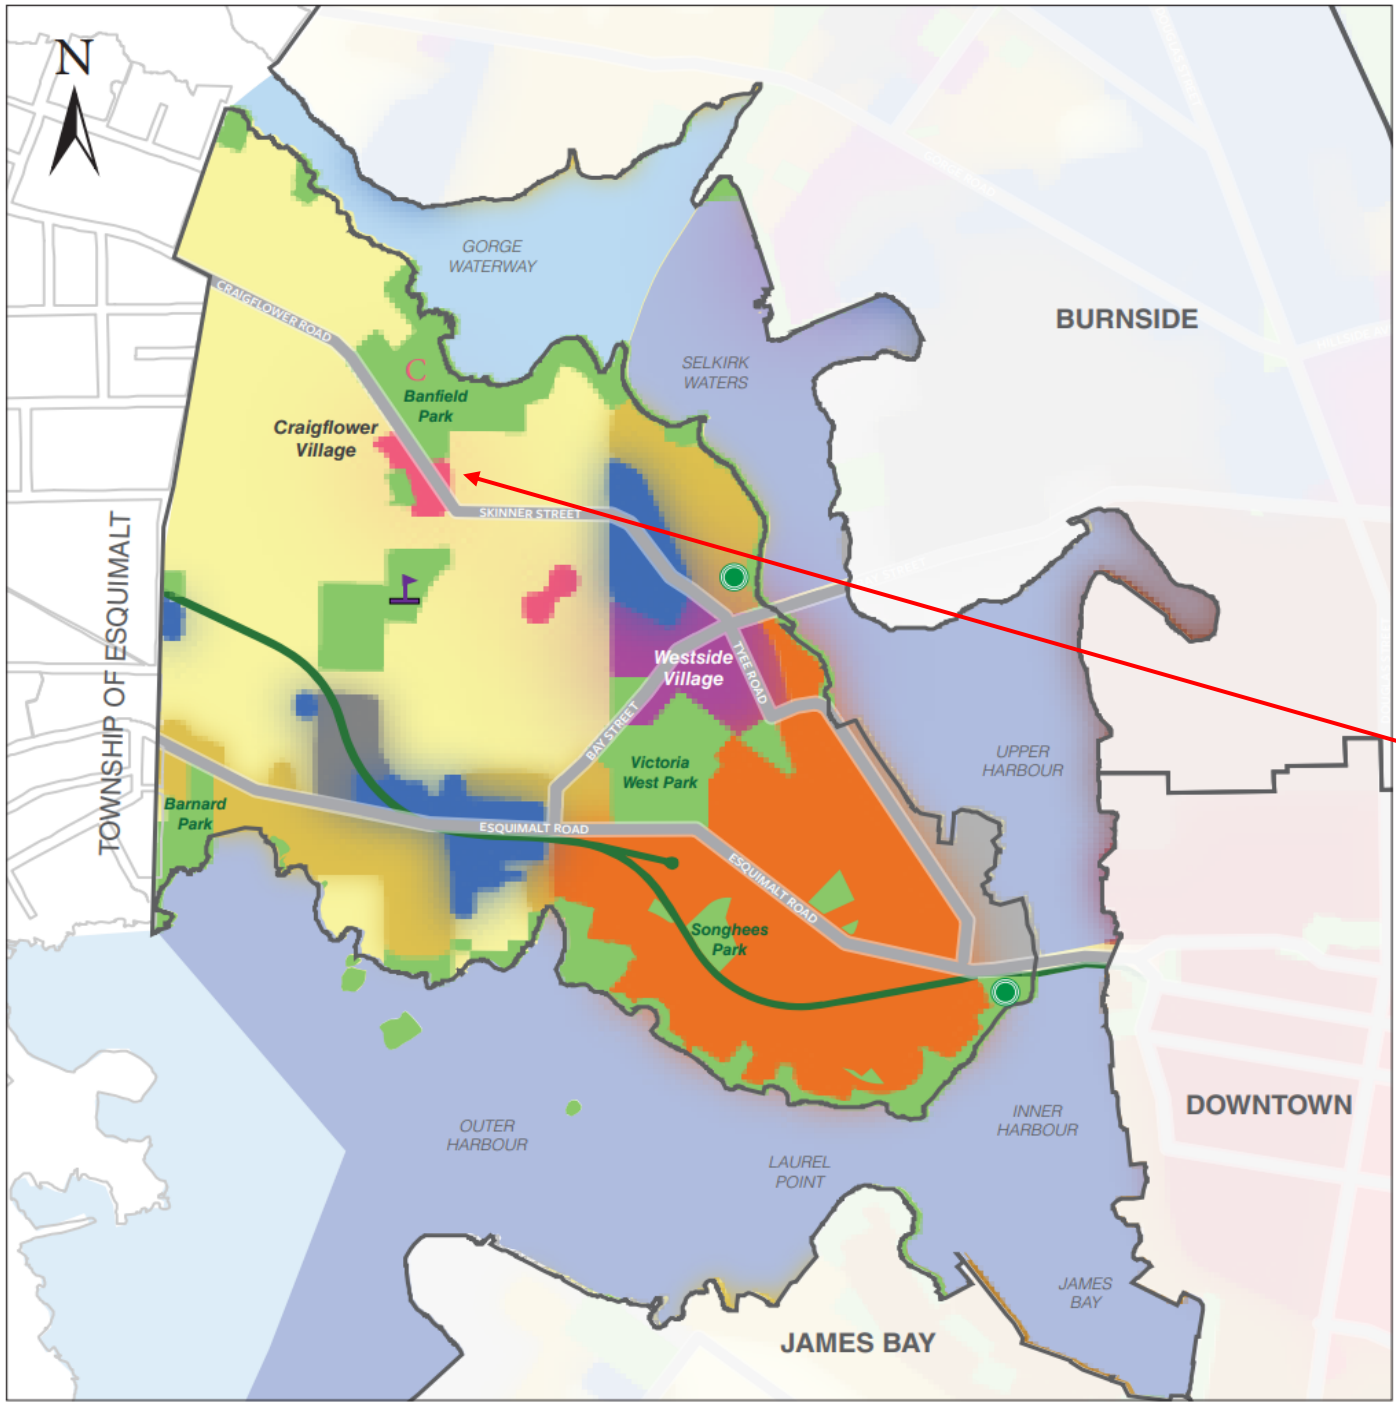 N
GORGE
WATERWAY
BURNSIDE
CRAIGFLOWER ROAD
SELKIRK
WATERS
C
Banfield
Park
Craigflower
Village
SKINNER STREET
TOWNSHIP OF ESQUIMALT
Westside
Village
TYEE ROAD
BAY STREET
Victoria
West Park
UPPER
HARBOUR
Barnard
Park
ESQUIMALT ROAD
ESQUIMALT ROAD
Songhees
Park
DOWNTOWN
OUTER
HARBOUR
INNER
HARBOUR
LAUREL
POINT
JAMES
BAY
JAMES BAY